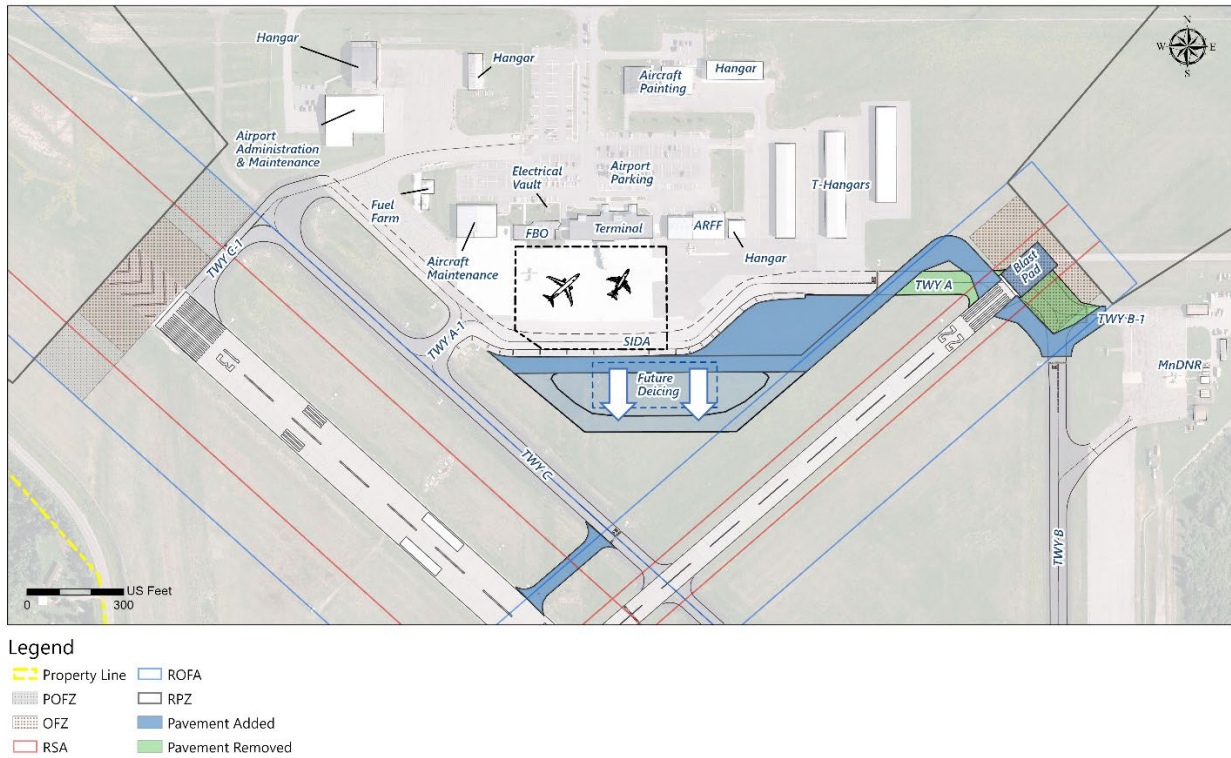 Hangar
Hangar
Aircraft
Painting
Hangar
N
W E
S
Airport
Administration
& Maintenance
Electrical
Vault
Airport
Parking
T-Hangars
Fuel
Farm
FBO
Terminal
ARFF
Aircraft
Maintenance
Hangar
TWY C-1
Blast
Pad
TWY A
TWY B-1
TWY A-1
SIDA
22
MnDNR
13
Future
Deicing
TWY C
TWY B
US Feet
0 300
Legend
Property Line
ROFA
POFZ
RPZ
OFZ
Pavement Added
RSA
Pavement Removed